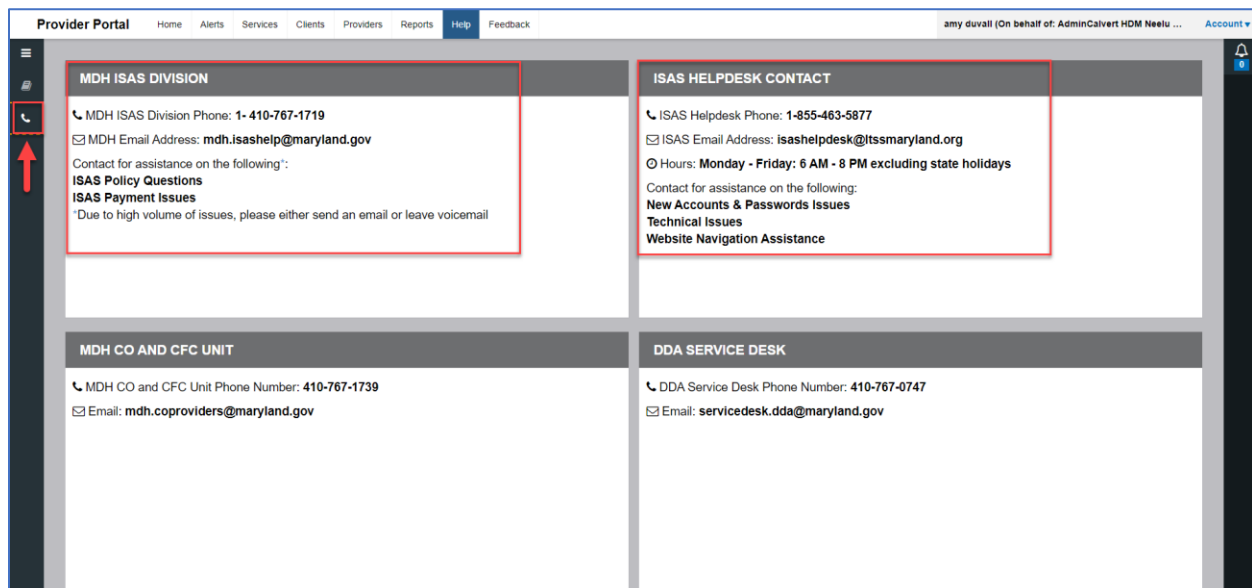 Provider Portal Home Alerts Services Clients Providers Reports Help Feedback amy duvall (On behalf of: AdminCalvert HDM Neelu ... Account
0
MDH ISAS DIVISION
MDH ISAS Division Phone: 1- 410-767-1719
MDH Email Address: mdh.isashelp@maryland.gov
Contact for assistance on the following*:
ISAS Policy Questions
ISAS Payment Issues
*Due to high volume of issues, please either send an email or leave voicemail
ISAS HELPDESK CONTACT
ISAS Helpdesk Phone: 1-855-463-5877
ISAS Email Address: isashelpdesk@ltssmaryland.org
Hours: Monday - Friday: 6 AM - 8 PM excluding state holidays
Contact for assistance on the following:
New Accounts & Passwords Issues
Technical Issues
Website Navigation Assistance
MDH CO AND CFC UNIT
MDH CO and CFC Unit Phone Number: 410-767-1739
Email: mdh.coproviders@maryland.gov
DDA SERVICE DESK
DDA Service Desk Phone Number: 410-767-0747
Email: servicedesk.dda@maryland.gov